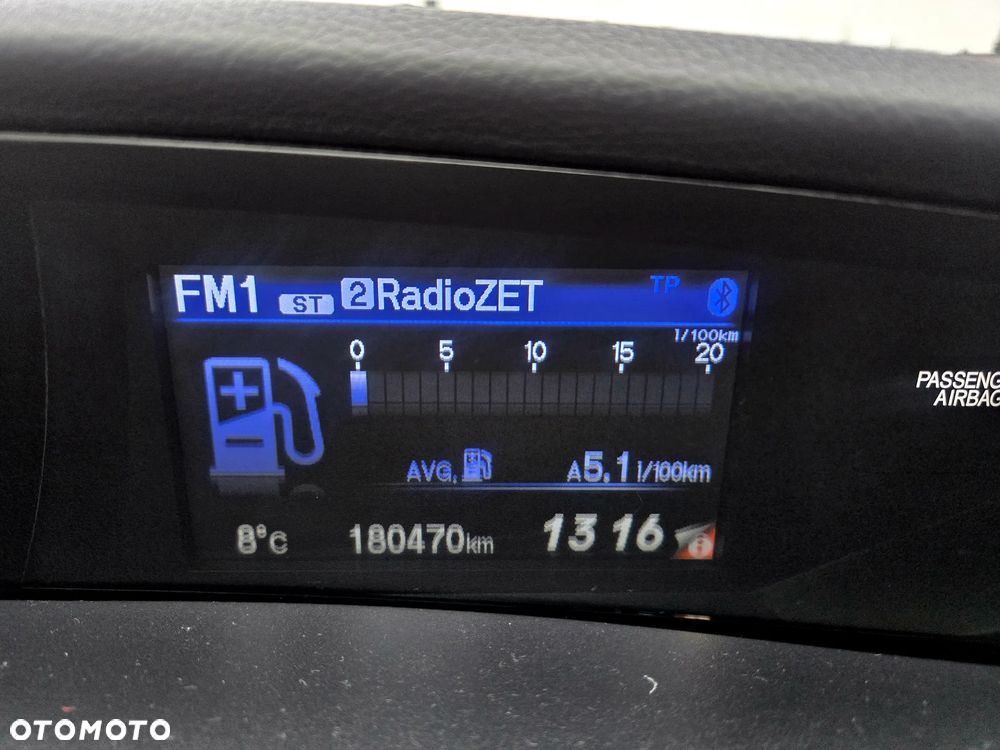 FM1 ST 2 RadioZET TP
l/100km
0 5 10 15 20
PASSENG
AIRBAG
AVG. A5.1 l/100km
8°C 180470km 13 16
OTOMOTO